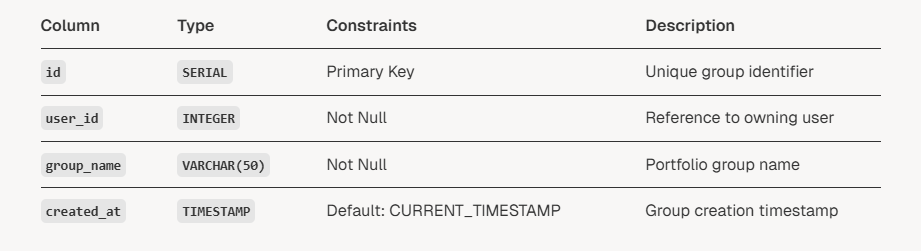 Column Type Constraints Description
id SERIAL Primary Key Unique group identifier
user_id INTEGER Not Null Reference to owning user
group_name VARCHAR(50) Not Null Portfolio group name
created_at TIMESTAMP Default: CURRENT_TIMESTAMP Group creation timestamp